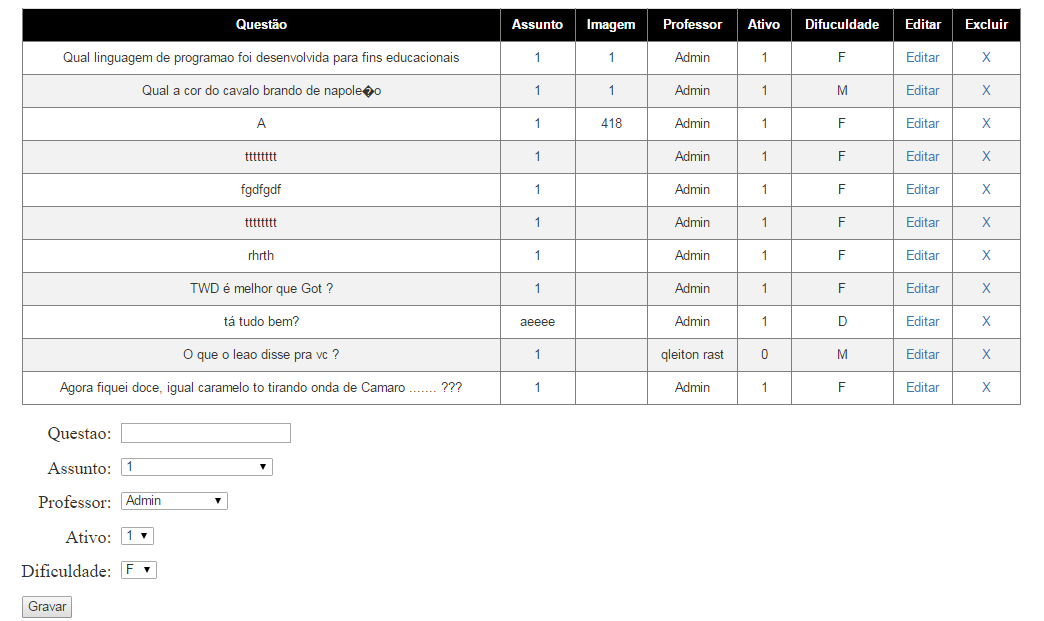 Questão Assunto Imagem Professor Ativo Difuculdade Editar Excluir
Qual linguagem de programao foi desenvolvida para fins educacionais 1 1 Admin 1 F Editar X
Qual a cor do cavalo brando de napole�o 1 1 Admin 1 M Editar X
A 1 418 Admin 1 F Editar X
tttttttt 1 Admin 1 F Editar X
fgdfgdf 1 Admin 1 F Editar X
tttttttt 1 Admin 1 F Editar X
rhrth 1 Admin 1 F Editar X
TWD é melhor que Got ? 1 Admin 1 F Editar X
tá tudo bem? aeeee Admin 1 D Editar X
O que o leao disse pra vc ? 1 qleiton rast 0 M Editar X
Agora fiquei doce, igual caramelo to tirando onda de Camaro ....... ??? 1 Admin 1 F Editar X
Questao:
Assunto: 1
Professor: Admin
Ativo: 1
Dificuldade: F
Gravar